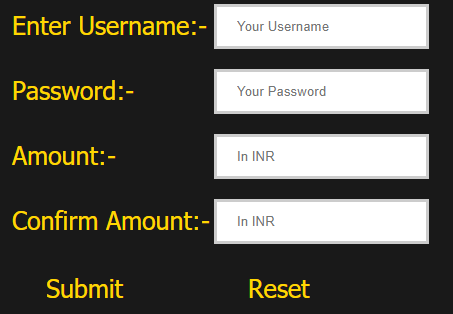 Enter Username:- Your Username
Password:- Your Password
Amount:- In INR
Confirm Amount:- In INR
Submit Reset